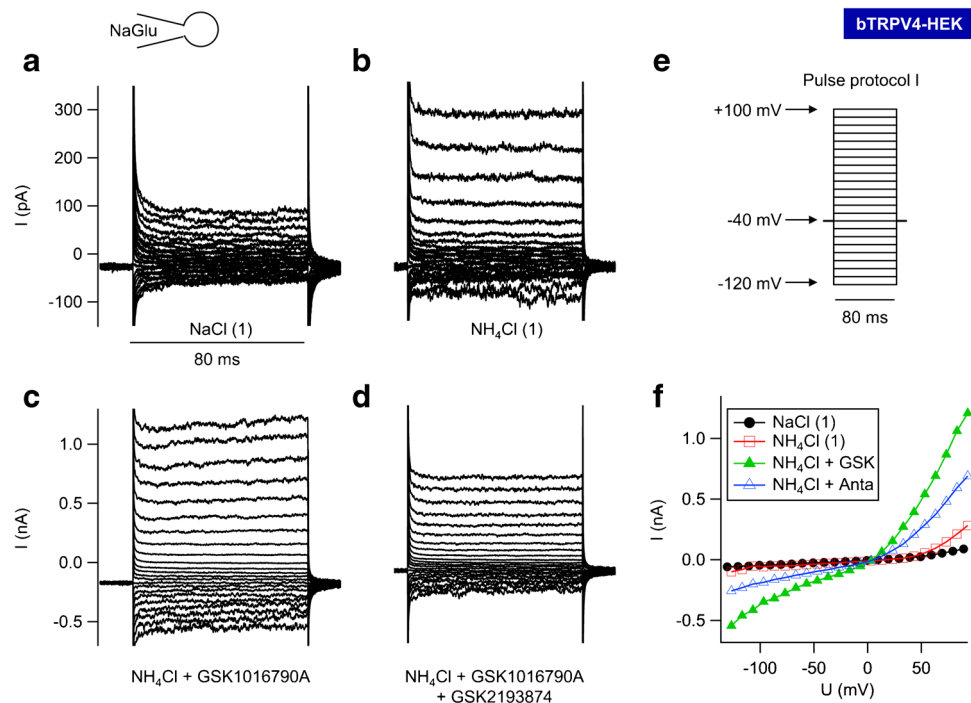 NaGlu
bTRPV4-HEK
a
b
e
Pulse protocol I
I (pA)
300
200
100
0
-100
NaCl (1)
80 ms
NH₄Cl (1)
+100 mV
-40 mV
-120 mV
80 ms
c
d
f
I (nA)
1.0
0.5
0.0
-0.5
NH₄Cl + GSK1016790A
NH₄Cl + GSK1016790A
+ GSK2193874
I (nA)
1.0
0.5
0.0
-0.5
NaCl (1)
NH₄Cl (1)
NH₄Cl + GSK
NH₄Cl + Anta
-100
-50
0
50
U (mV)